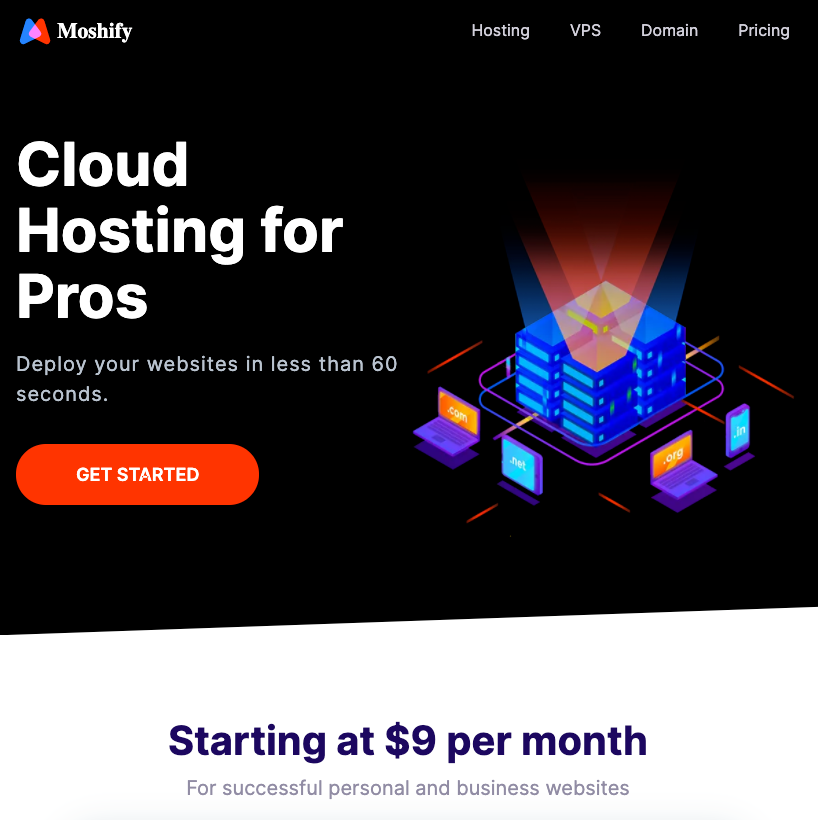 Moshify
Hosting VPS Domain Pricing
Cloud
Hosting for
Pros
Deploy your websites in less than 60
seconds.
GET STARTED
.com
.net
.org
.in
Starting at $9 per month
For successful personal and business websites